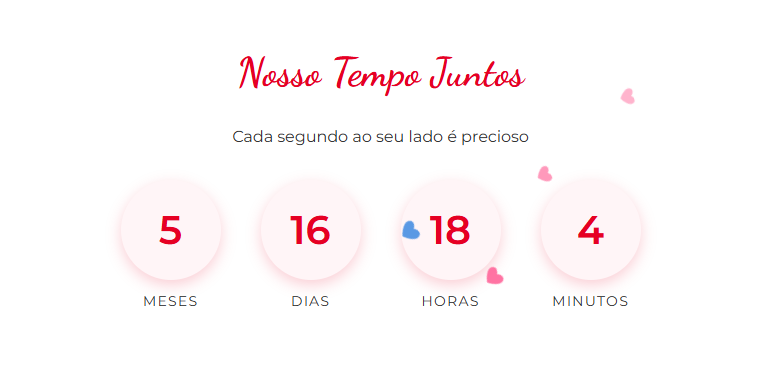 Nosso Tempo Juntos
Cada segundo ao seu lado é precioso
5 16 18 4
MESES DIAS HORAS MINUTOS